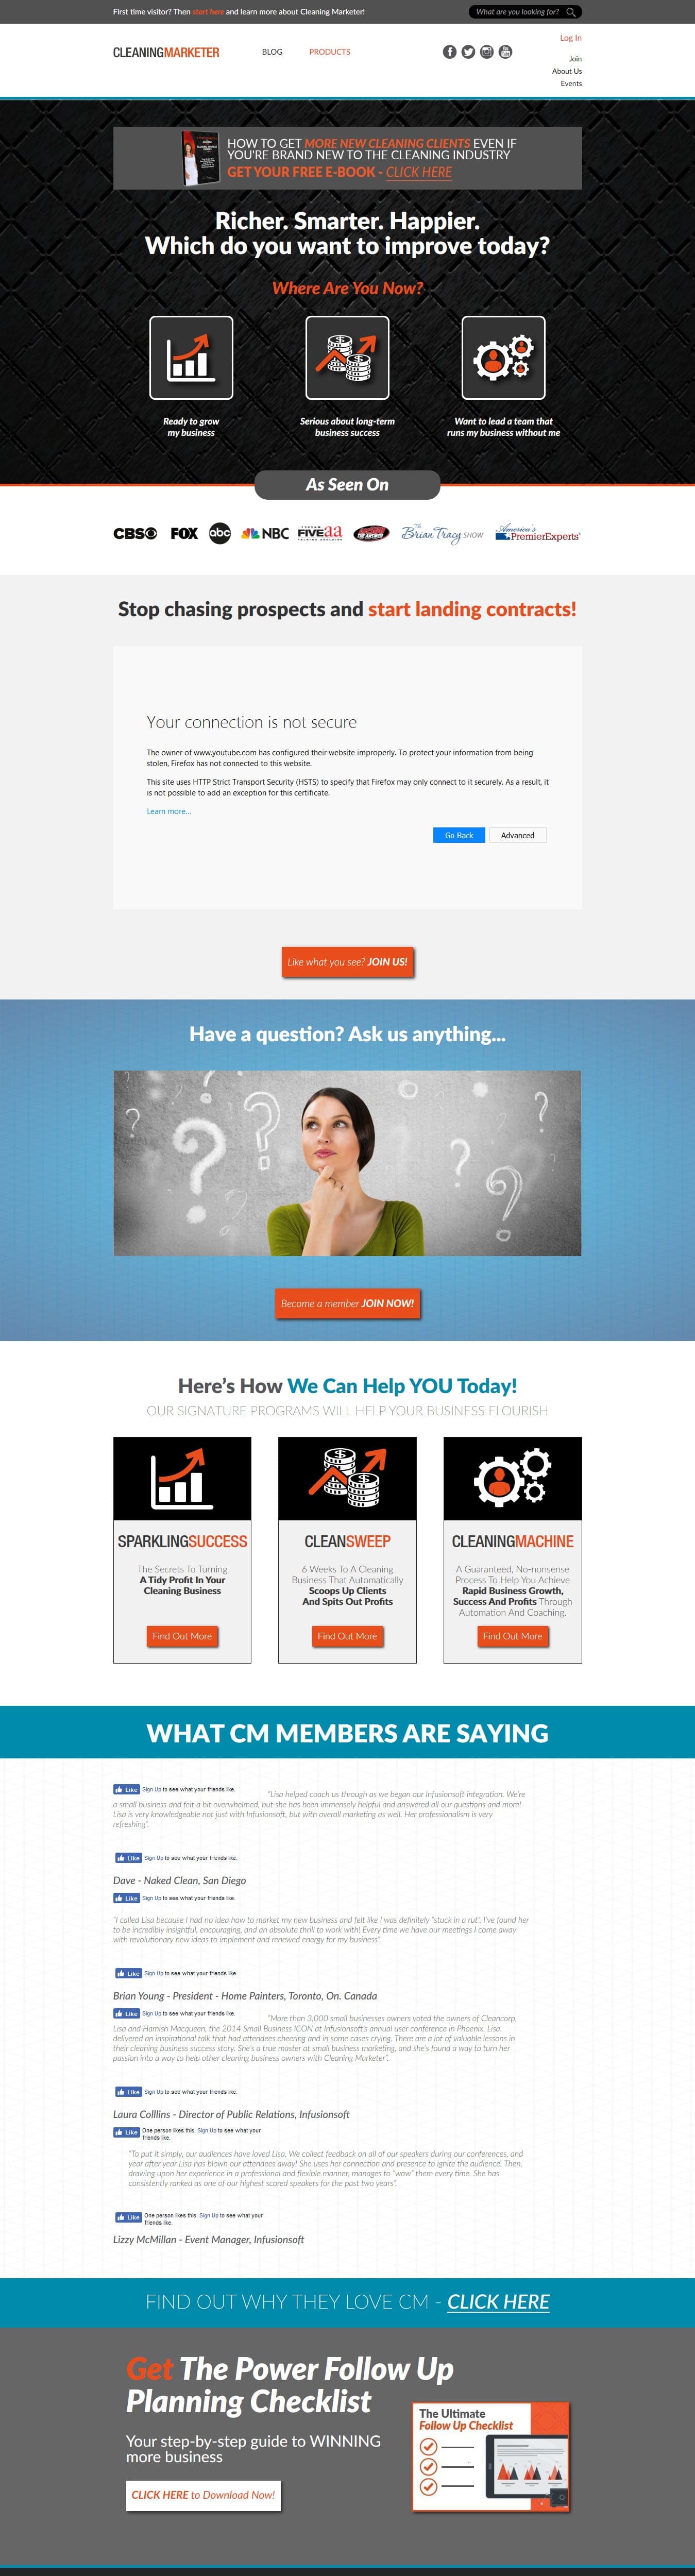 First time visitor? Then start here and learn more about Cleaning Marketer!
What are you looking for?
Log In
CLEANINGMARKETER
BLOG
PRODUCTS
Join
About Us
Events
HOW TO GET MORE NEW CLEANING CLIENTS EVEN IF
YOU'RE BRAND NEW TO THE CLEANING INDUSTRY
GET YOUR FREE E-BOOK - CLICK HERE
Richer. Smarter. Happier.
Which do you want to improve today?
Where Are You Now?
Ready to grow
my business
Serious about long-term
business success
Want to lead a team that
runs my business without me
As Seen On
CBS
FOX
abc
NBC
FIVEaa
THE Brian Tracy SHOW
America's
PremierExperts
Stop chasing prospects and start landing contracts!
Your connection is not secure
The owner of www.youtube.com has configured their website improperly. To protect your information from being
stolen, Firefox has not connected to this website.
This site uses HTTP Strict Transport Security (HSTS) to specify that Firefox may only connect to it securely. As a result, it
is not possible to add an exception for this certificate.
Learn more...
Go Back
Advanced
Like what you see? JOIN US!
Have a question? Ask us anything...
Become a member JOIN NOW!
Here's How We Can Help YOU Today!
OUR SIGNATURE PROGRAMS WILL HELP YOUR BUSINESS FLOURISH
SPARKLINGSUCCESS
The Secrets To Turning
A Tidy Profit In Your
Cleaning Business
Find Out More
CLEANSWEEP
6 Weeks To A Cleaning
Business That Automatically
Scoops Up Clients
And Spits Out Profits
Find Out More
CLEANINGMACHINE
A Guaranteed, No-nonsense
Process To Help You Achieve
Rapid Business Growth,
Success And Profits Through
Automation And Coaching.
Find Out More
WHAT CM MEMBERS ARE SAYING
Like Sign Up to see what your friends like.
"Lisa helped coach us through as we began our Infusionsoft integration. We're
a small business and felt a bit overwhelmed, but she has been immensely helpful and answered all our questions and more!
Lisa is very knowledgeable not just with Infusionsoft, but with overall marketing as well. Her professionalism is very
refreshing".
Like Sign Up to see what your friends like.
Dave - Naked Clean, San Diego
Like Sign Up to see what your friends like.
"I called Lisa because I had no idea how to market my new business and felt like I was definitely "stuck in a rut". I've found her
to be incredibly insightful, encouraging, and an absolute thrill to work with! Every time we have our meetings I come away
with revolutionary new ideas to implement and renewed energy for my business".
Like Sign Up to see what your friends like.
Brian Young - President - Home Painters, Toronto, On. Canada
Like Sign Up to see what your friends like.
"More than 3,000 small businesses owners voted the owners of Cleancorp,
Lisa and Hamish Macqueen, the 2014 Small Business ICON at Infusionsoft's annual user conference in Phoenix. Lisa
delivered an inspirational talk that had attendees cheering and in some cases crying. There are a lot of valuable lessons in
their cleaning business success story. She's a true master at small business marketing, and she's found a way to turn her
passion into a way to help other cleaning business owners with Cleaning Marketer".
Like Sign Up to see what your friends like.
Laura Colllins - Director of Public Relations, Infusionsoft
Like One person likes this. Sign Up to see what your
friends like.
"To put it simply, our audiences have loved Lisa. We collect feedback on all of our speakers during our conferences, and
year after year Lisa has blown our attendees away! She uses her connection and presence to ignite the audience. Then,
drawing upon her experience in a professional and flexible manner, manages to "wow" them every time. She has
consistently ranked as one of our highest scored speakers for the past two years".
Like One person likes this. Sign Up to see what your
friends like.
Lizzy McMillan - Event Manager, Infusionsoft
FIND OUT WHY THEY LOVE CM - CLICK HERE
Get The Power Follow Up
Planning Checklist
Your step-by-step guide to WINNING
more business
CLICK HERE to Download Now!
The Ultimate
Follow Up Checklist